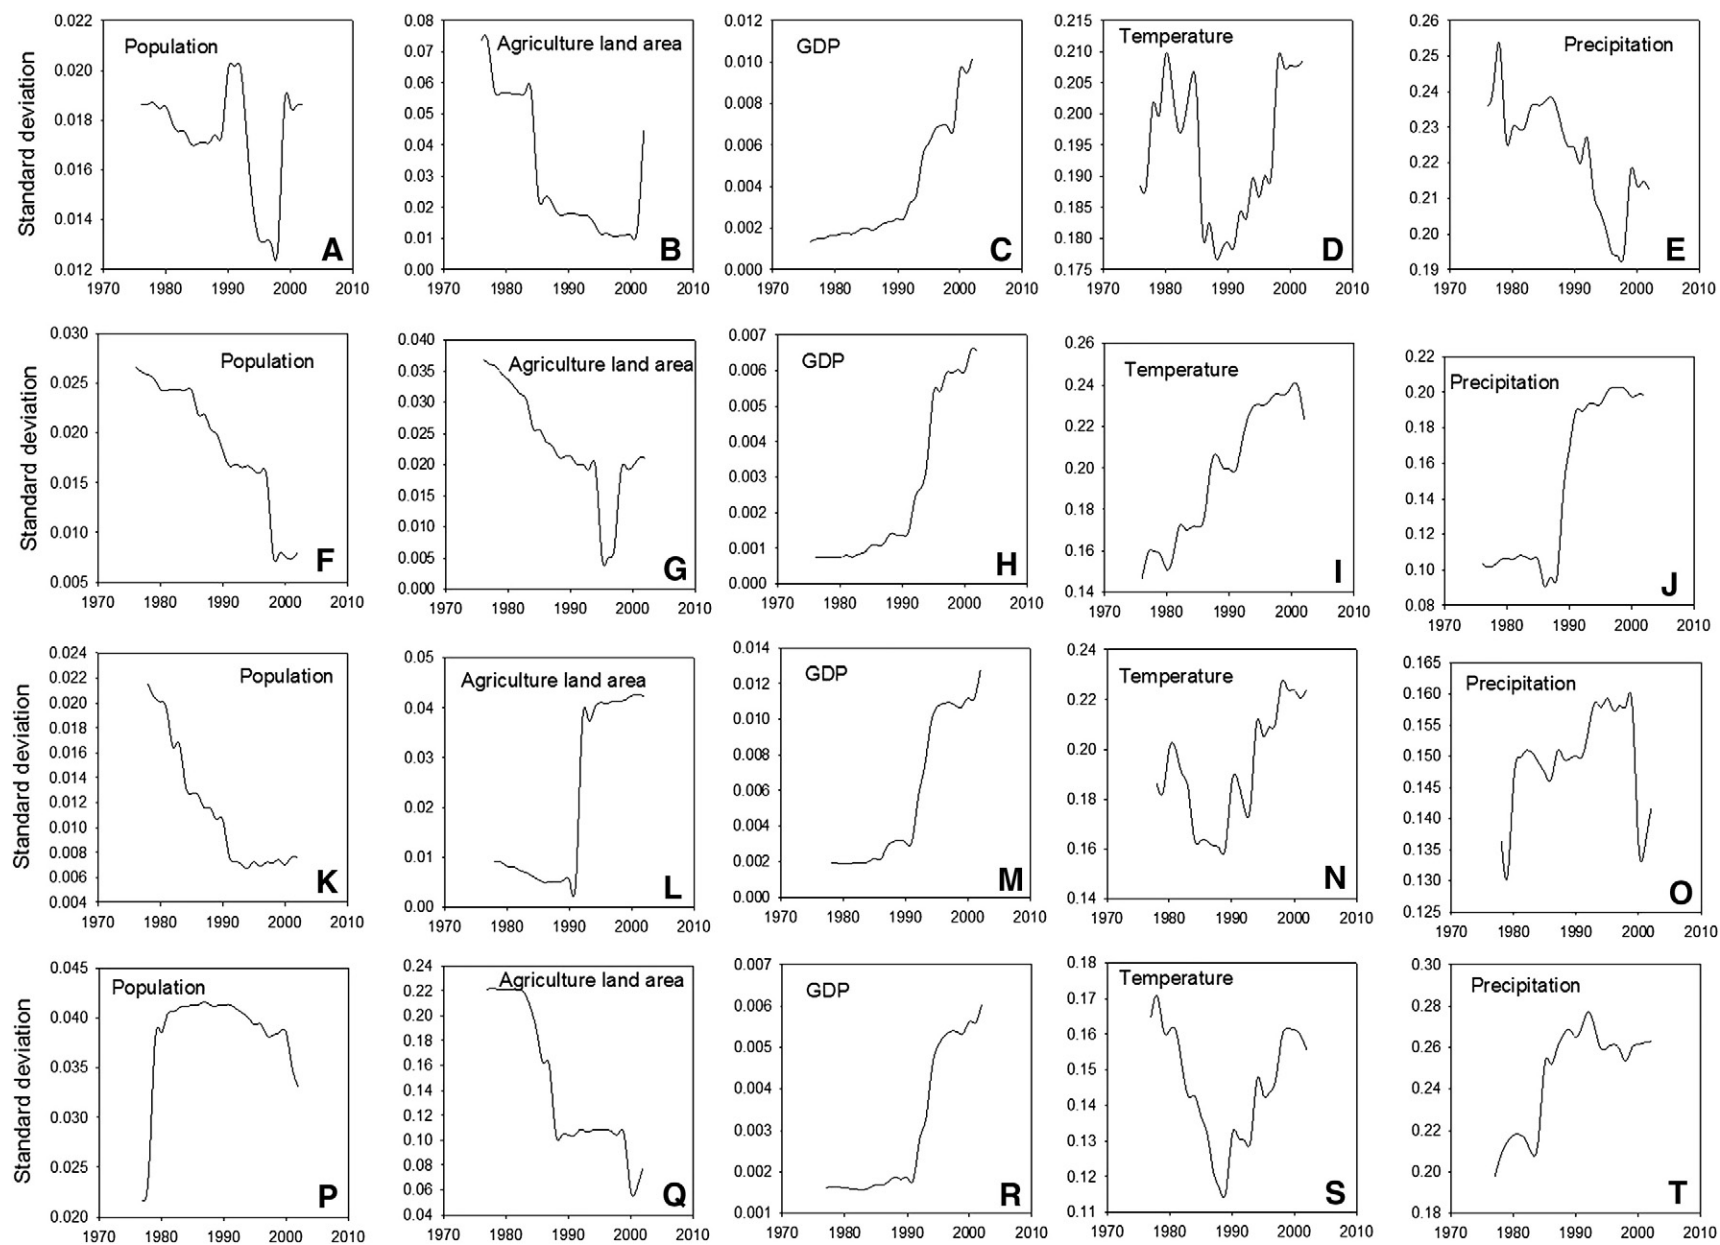 0.022 0.08 0.012 0.215 0.26
Population Agriculture land area GDP Temperature Precipitation
Standard deviation
0.020 0.07 0.010 0.210 0.25
0.018 0.06 0.008 0.205 0.24
0.016 0.05 0.006 0.200 0.23
0.014 0.04 0.004 0.195 0.22
0.012 0.03 0.002 0.190 0.21
0.02 0.000 0.185 0.20
0.01 0.180 0.19
0.00 0.175
A B C D E
1970 1980 1990 2000 2010 1970 1980 1990 2000 2010 1970 1980 1990 2000 2010 1970 1980 1990 2000 2010 1970 1980 1990 2000 2010
0.030 0.040 0.007 0.26 0.22
Population Agriculture land area GDP Temperature Precipitation
Standard deviation
0.025 0.035 0.006 0.24 0.20
0.020 0.030 0.005 0.22 0.18
0.015 0.025 0.004 0.20 0.16
0.010 0.020 0.003 0.18 0.14
0.005 0.015 0.002 0.16 0.12
0.010 0.001 0.14 0.10
0.005 0.000 0.08
0.000
F G H I J
1970 1980 1990 2000 2010 1970 1980 1990 2000 2010 1970 1980 1990 2000 2010 1970 1980 1990 2000 2010 1970 1980 1990 2000 2010
0.024 0.05 0.014 0.24 0.165
Population Agriculture land area GDP Temperature Precipitation
Standard deviation
0.022 0.04 0.012 0.22 0.160
0.020 0.03 0.010 0.20 0.155
0.018 0.02 0.008 0.18 0.150
0.016 0.01 0.006 0.16 0.145
0.014 0.00 0.004 0.14 0.140
0.012 0.002 0.135
0.010 0.000 0.130
0.008 0.125
0.006
0.004
K L M N O
1970 1980 1990 2000 2010 1970 1980 1990 2000 2010 1970 1980 1990 2000 2010 1970 1980 1990 2000 2010 1970 1980 1990 2000 2010
0.045 0.24 0.007 0.18 0.30
Population Agriculture land area GDP Temperature Precipitation
Standard deviation
0.040 0.22 0.006 0.17 0.28
0.035 0.20 0.005 0.16 0.26
0.030 0.18 0.004 0.15 0.24
0.025 0.16 0.003 0.14 0.22
0.020 0.14 0.002 0.13 0.20
0.12 0.001 0.12 0.18
0.10 0.11
0.08
0.06
0.04
P Q R S T
1970 1980 1990 2000 2010 1970 1980 1990 2000 2010 1970 1980 1990 2000 2010 1970 1980 1990 2000 2010 1970 1980 1990 2000 2010